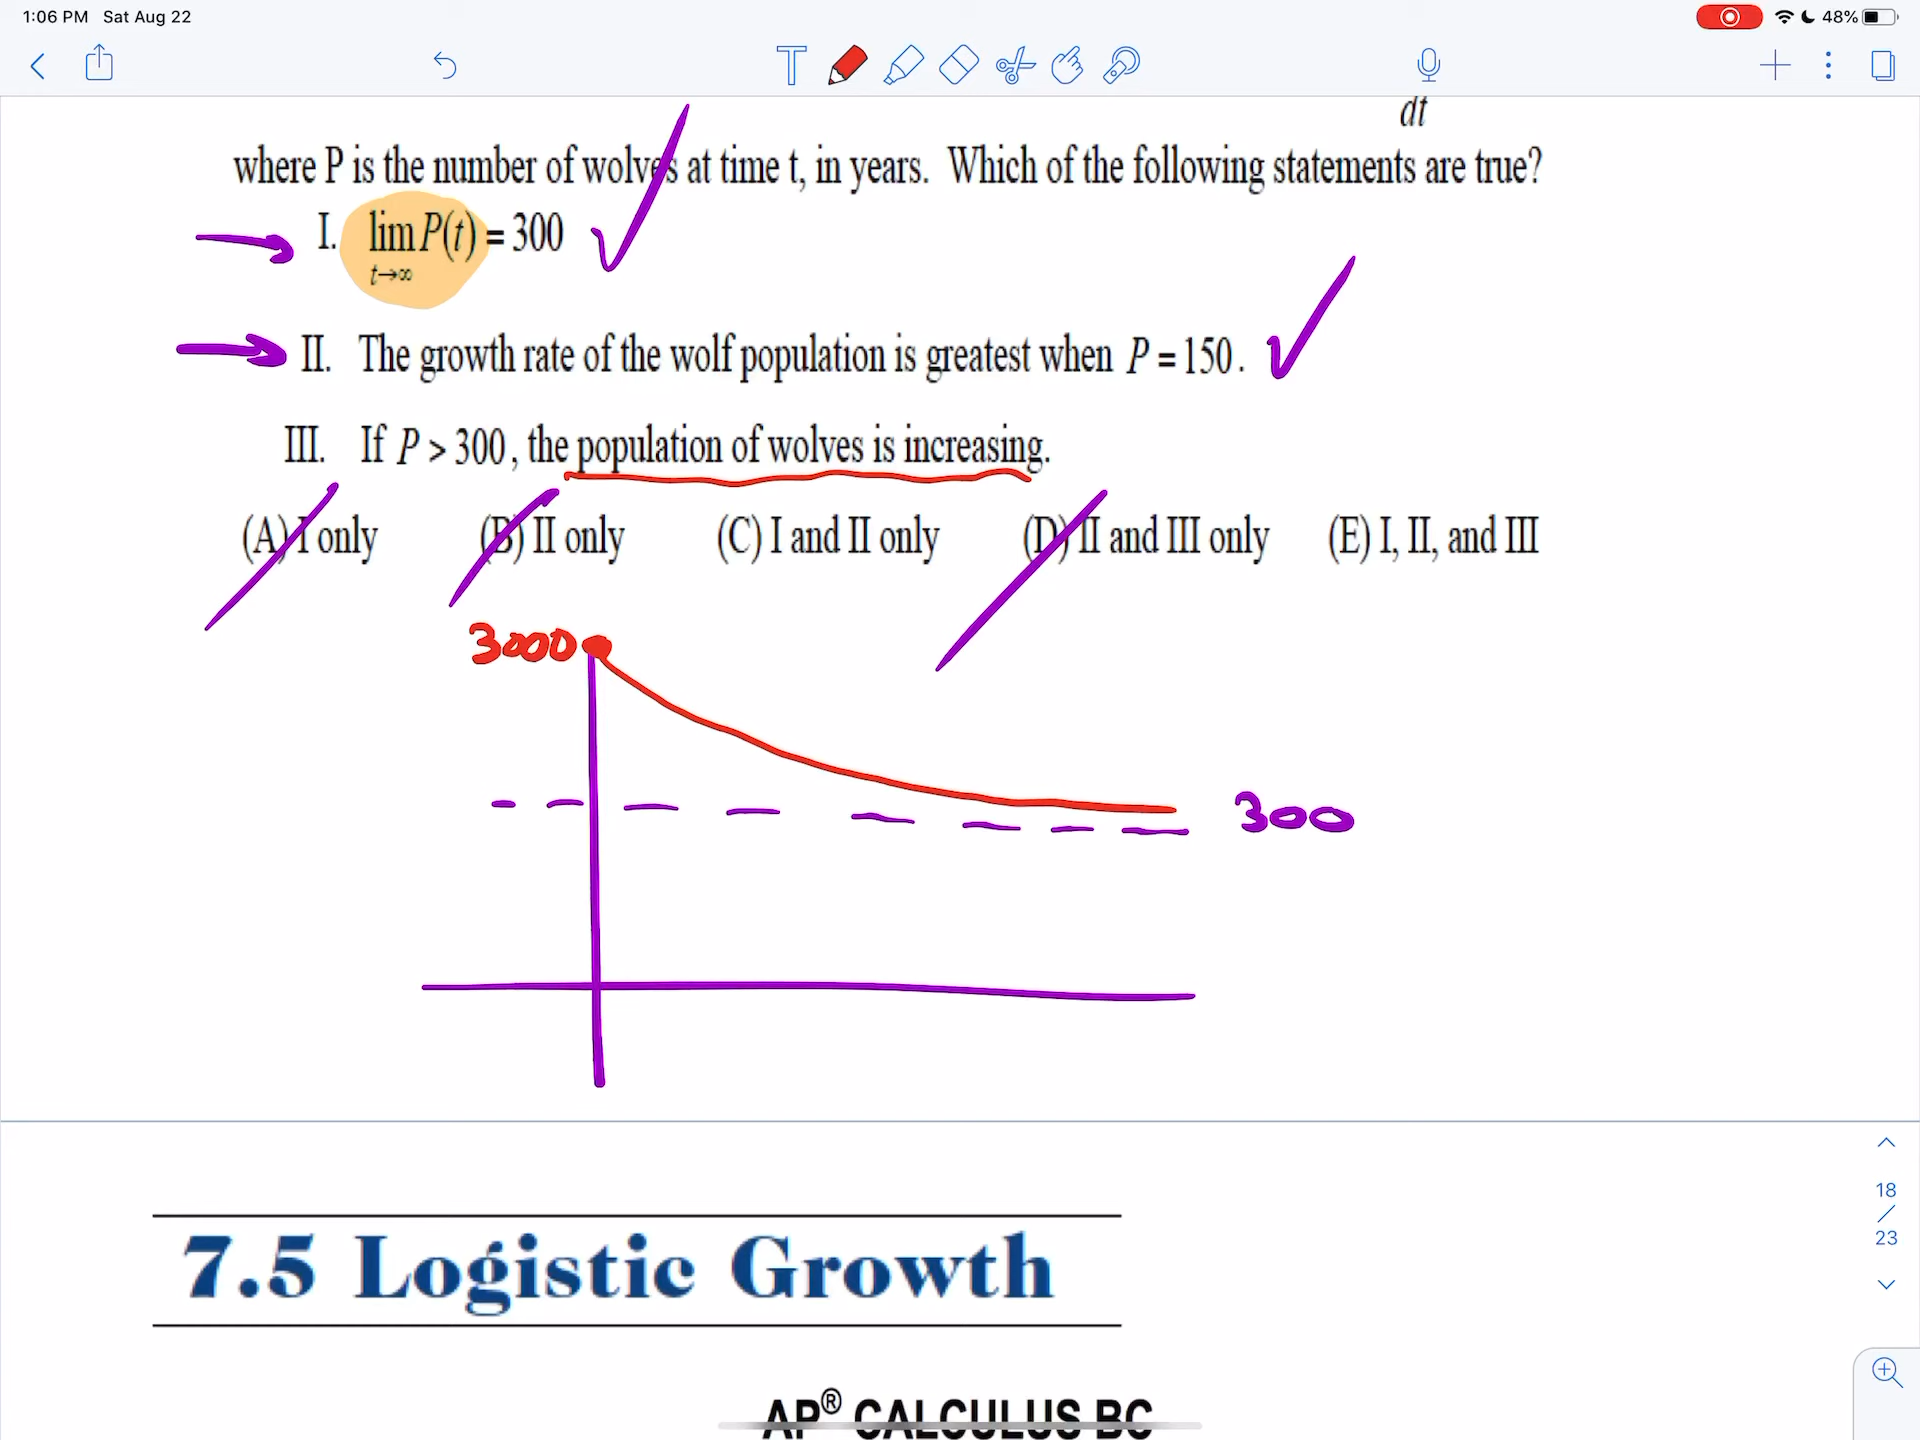 1:06 PM Sat Aug 22
48%
dt
where P is the number of wolves at time t, in years. Which of the following statements are true?
I. lim P(t) = 300
t→∞
II. The growth rate of the wolf population is greatest when P = 150.
III. If P > 300, the population of wolves is increasing.
(A) I only (B) II only (C) I and II only (D) II and III only (E) I, II, and III
3000
300
18
/
23
7.5 Logistic Growth
AP® CALCULUS BC